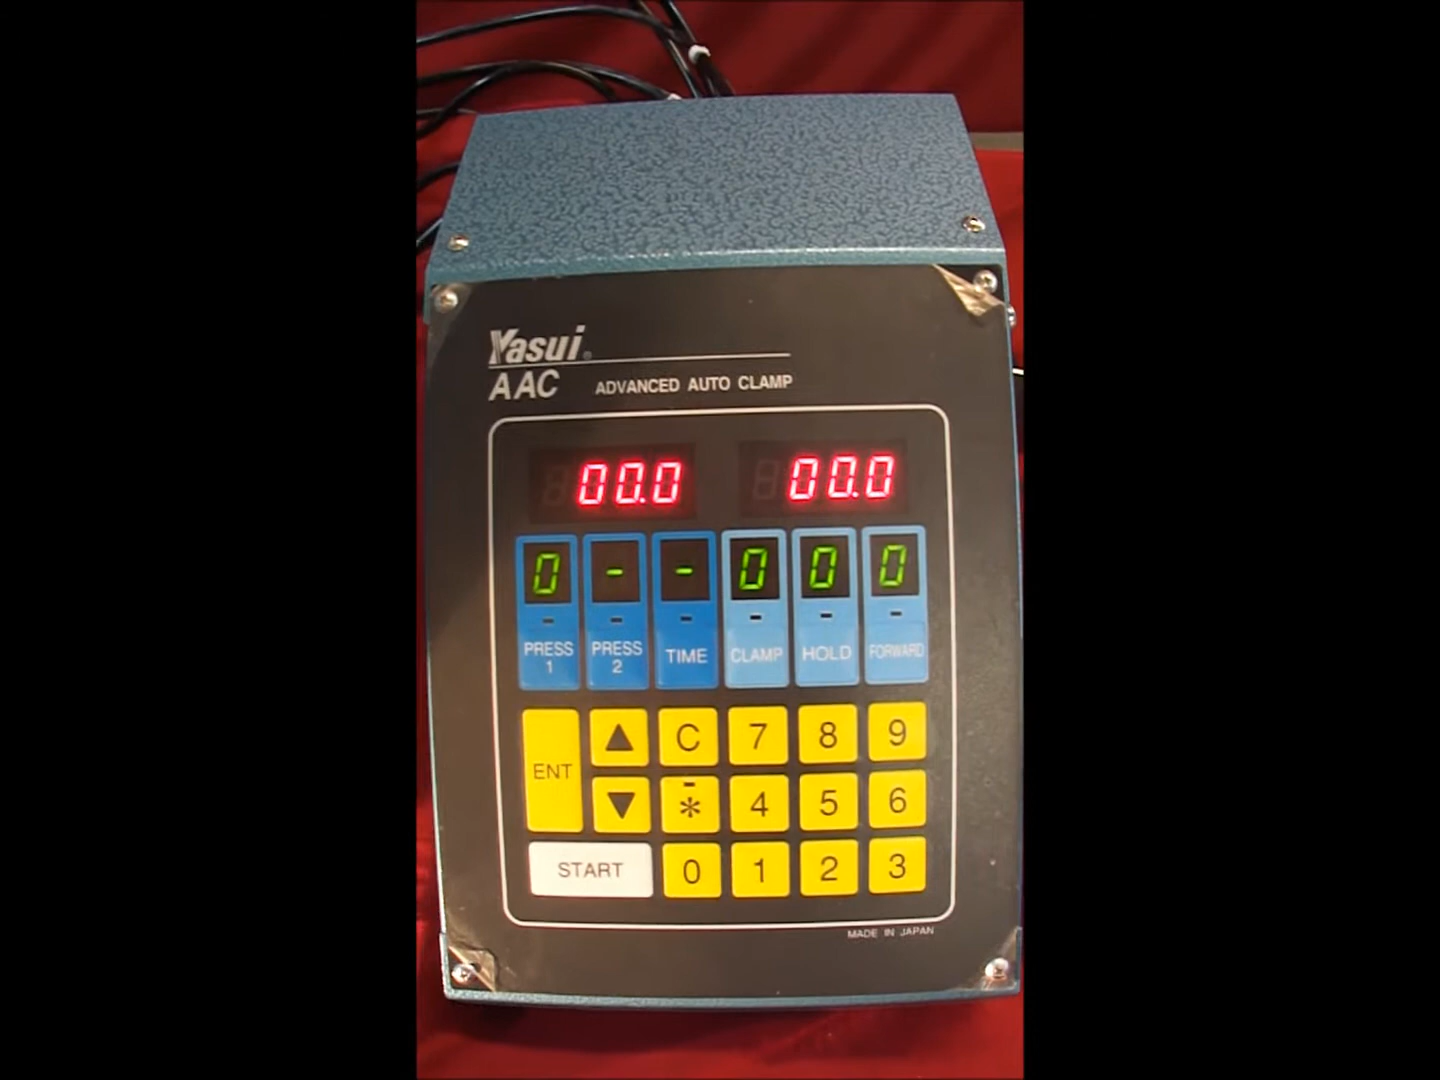 Yasui®
AAC ADVANCED AUTO CLAMP
00.0 00.0
0 - - 0 0 0
PRESS 1 PRESS 2 TIME CLAMP HOLD FORWARD
ENT ▲ C 7 8 9
▼ * 4 5 6
START 0 1 2 3
MADE IN JAPAN